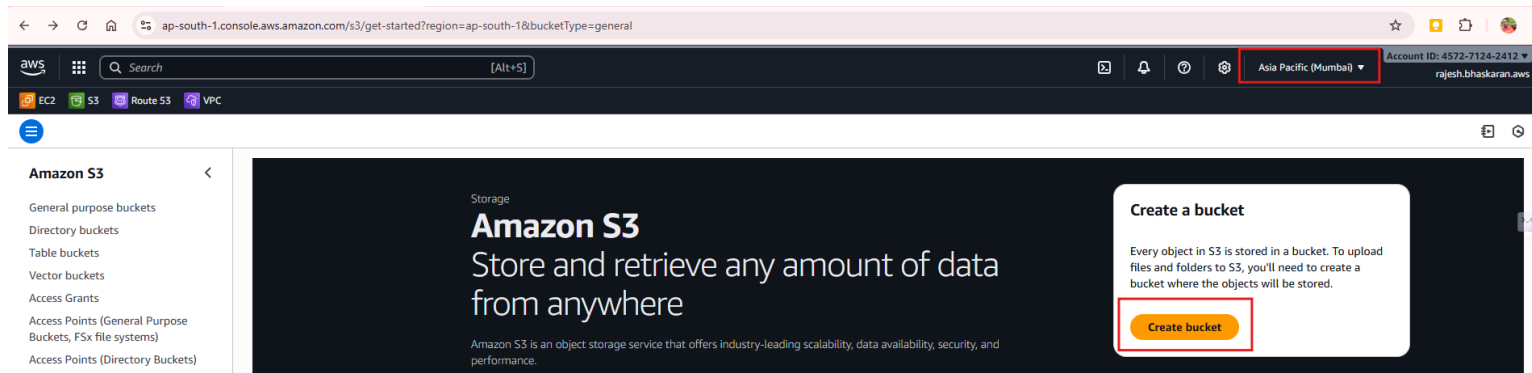 ap-south-1.console.aws.amazon.com/s3/get-started?region=ap-south-1&bucketType=general
aws
Search
[Alt+S]
Asia Pacific (Mumbai) ▼
Account ID: 4572-7124-2412 ▼
rajesh.bhaskaran.aws
EC2 S3 Route 53 VPC
Amazon S3
General purpose buckets
Directory buckets
Table buckets
Vector buckets
Access Grants
Access Points (General Purpose
Buckets, FSx file systems)
Access Points (Directory Buckets)
Storage
Amazon S3
Store and retrieve any amount of data
from anywhere
Amazon S3 is an object storage service that offers industry-leading scalability, data availability, security, and
performance.
Create a bucket
Every object in S3 is stored in a bucket. To upload
files and folders to S3, you'll need to create a
bucket where the objects will be stored.
Create bucket